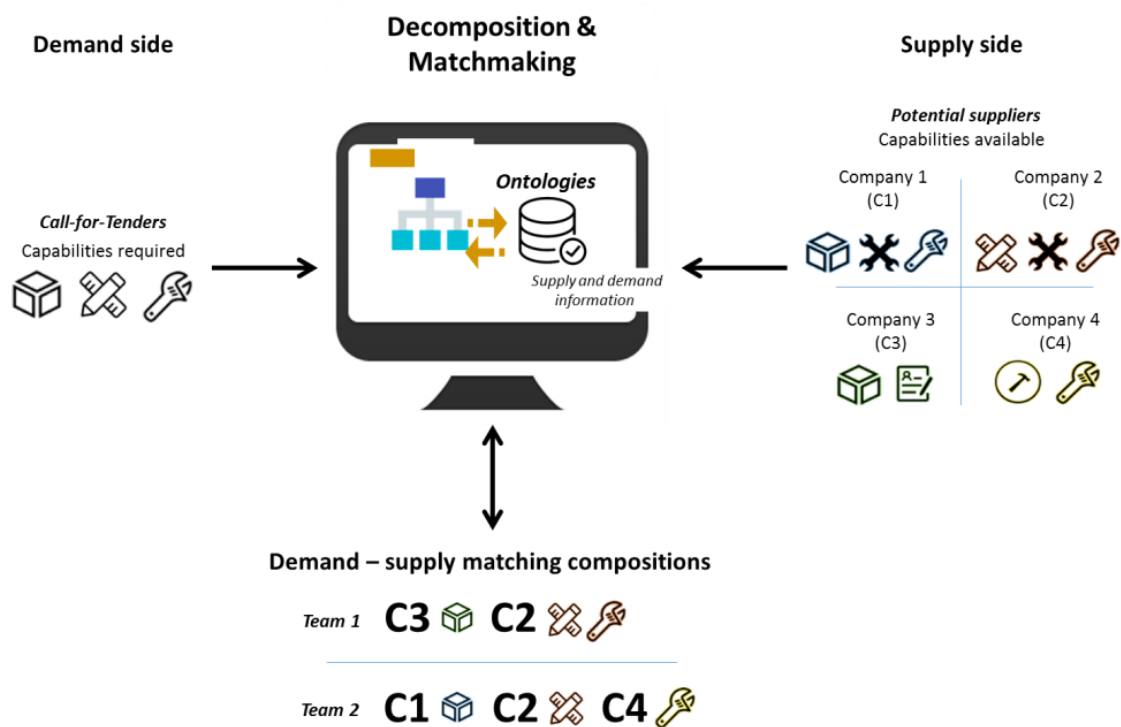 Demand side
Decomposition &
Matchmaking
Supply side
Potential suppliers
Capabilities available
Company 1
(C1)
Company 2
(C2)
Ontologies
Call-for-Tenders
Capabilities required
Supply and demand
information
Company 3
(C3)
Company 4
(C4)
Demand – supply matching compositions
Team 1 C3 C2
Team 2 C1 C2 C4